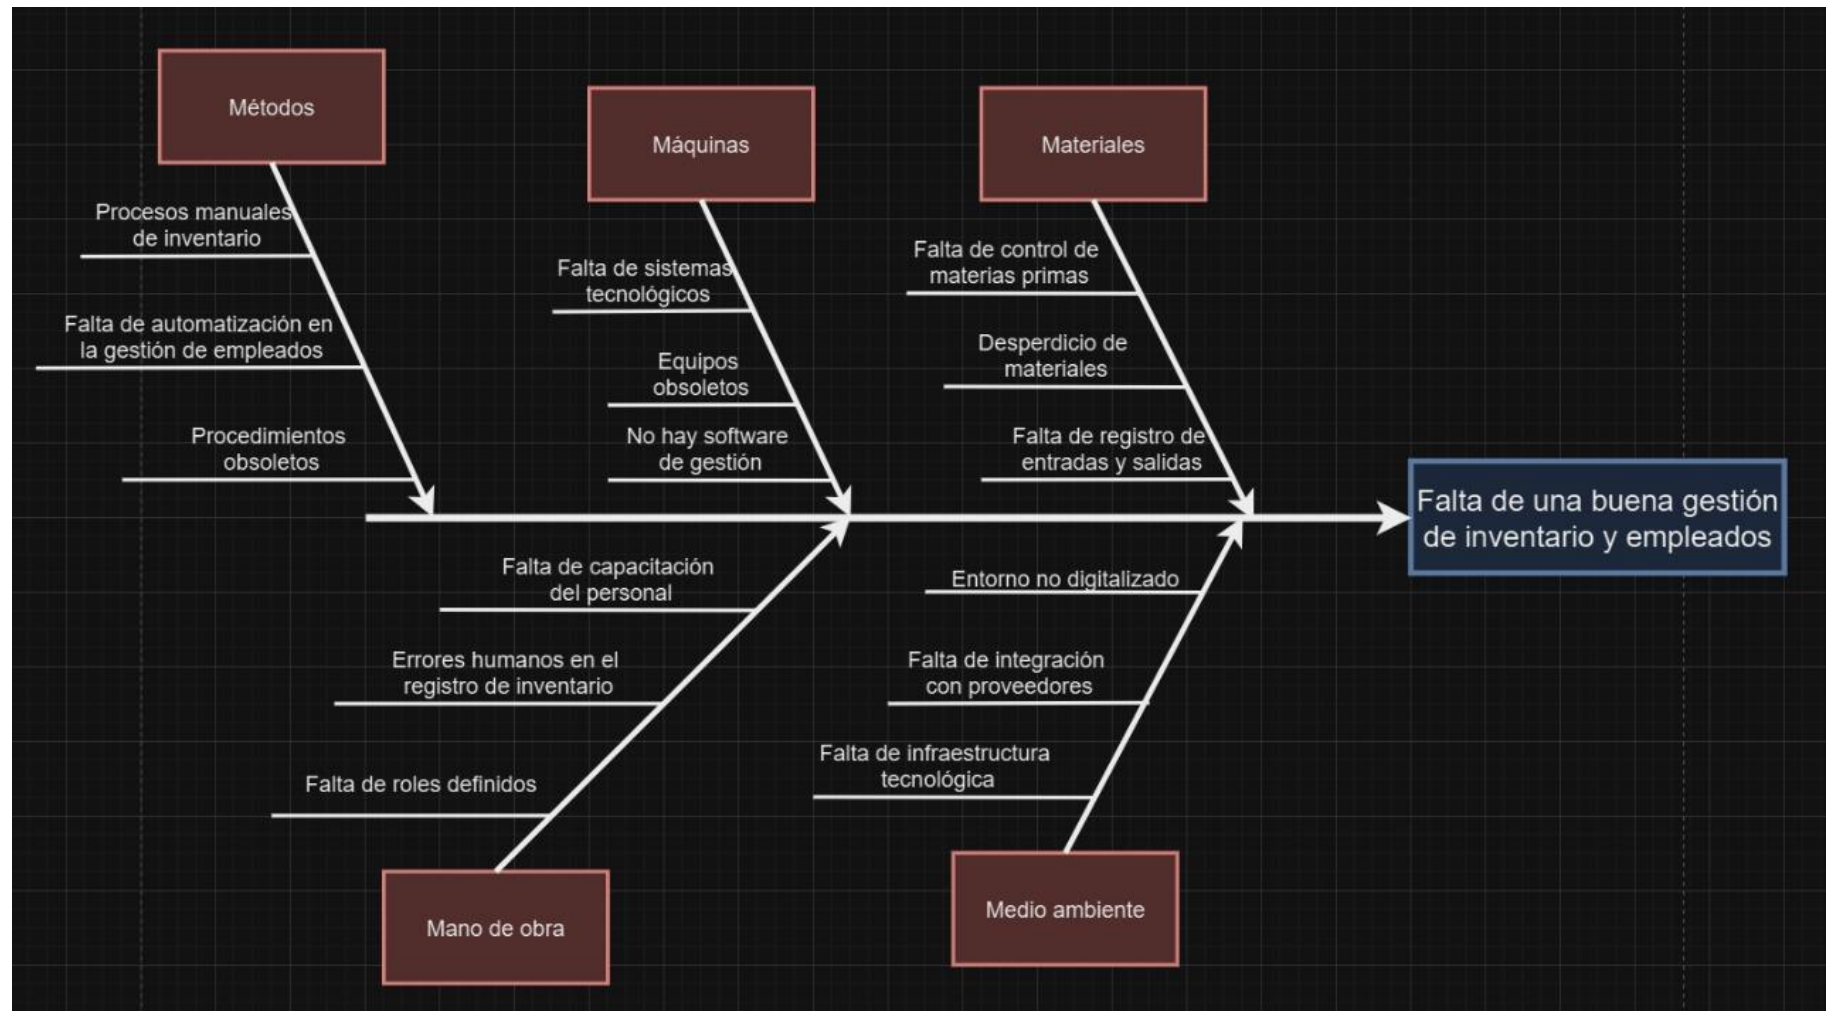 Métodos
Máquinas
Materiales
Procesos manuales
de inventario
Falta de automatización en
la gestión de empleados
Procedimientos
obsoletos
Falta de sistemas
tecnológicos
Equipos
obsoletos
No hay software
de gestión
Falta de control de
materias primas
Desperdicio de
materiales
Falta de registro de
entradas y salidas
Falta de una buena gestión
de inventario y empleados
Falta de capacitación
del personal
Errores humanos en el
registro de inventario
Falta de roles definidos
Mano de obra
Entorno no digitalizado
Falta de integración
con proveedores
Falta de infraestructura
tecnológica
Medio ambiente